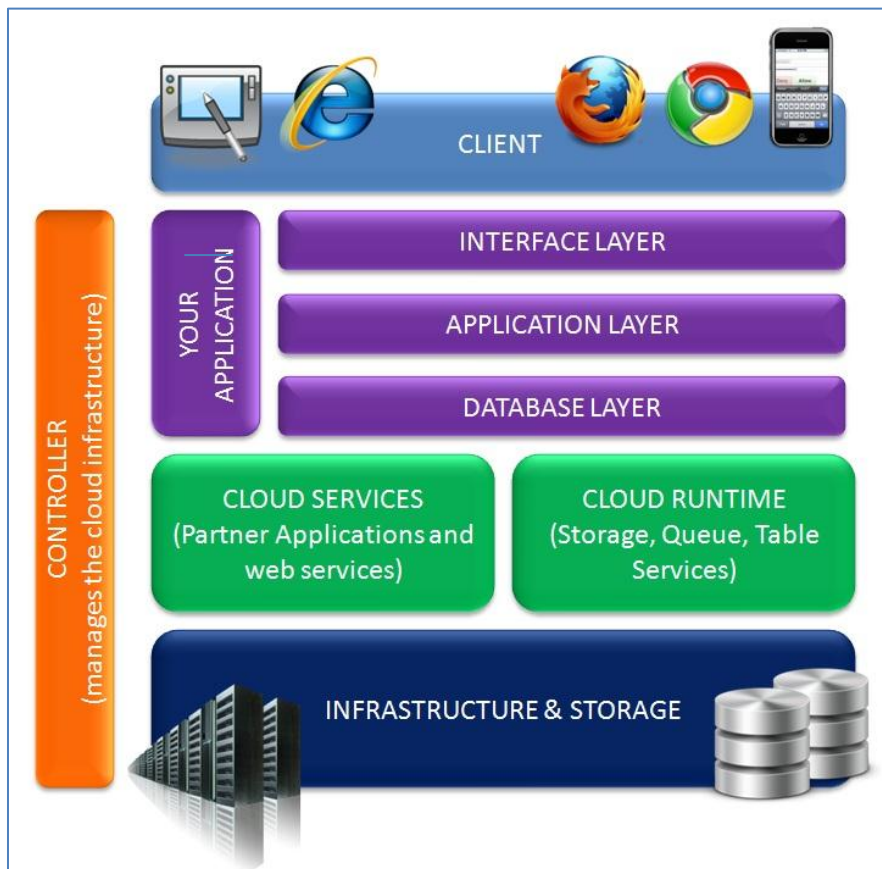 CLIENT
CONTROLLER
(manages the cloud infrastructure)
YOUR
APPLICATION
INTERFACE LAYER
APPLICATION LAYER
DATABASE LAYER
CLOUD SERVICES
(Partner Applications and
web services)
CLOUD RUNTIME
(Storage, Queue, Table
Services)
INFRASTRUCTURE & STORAGE